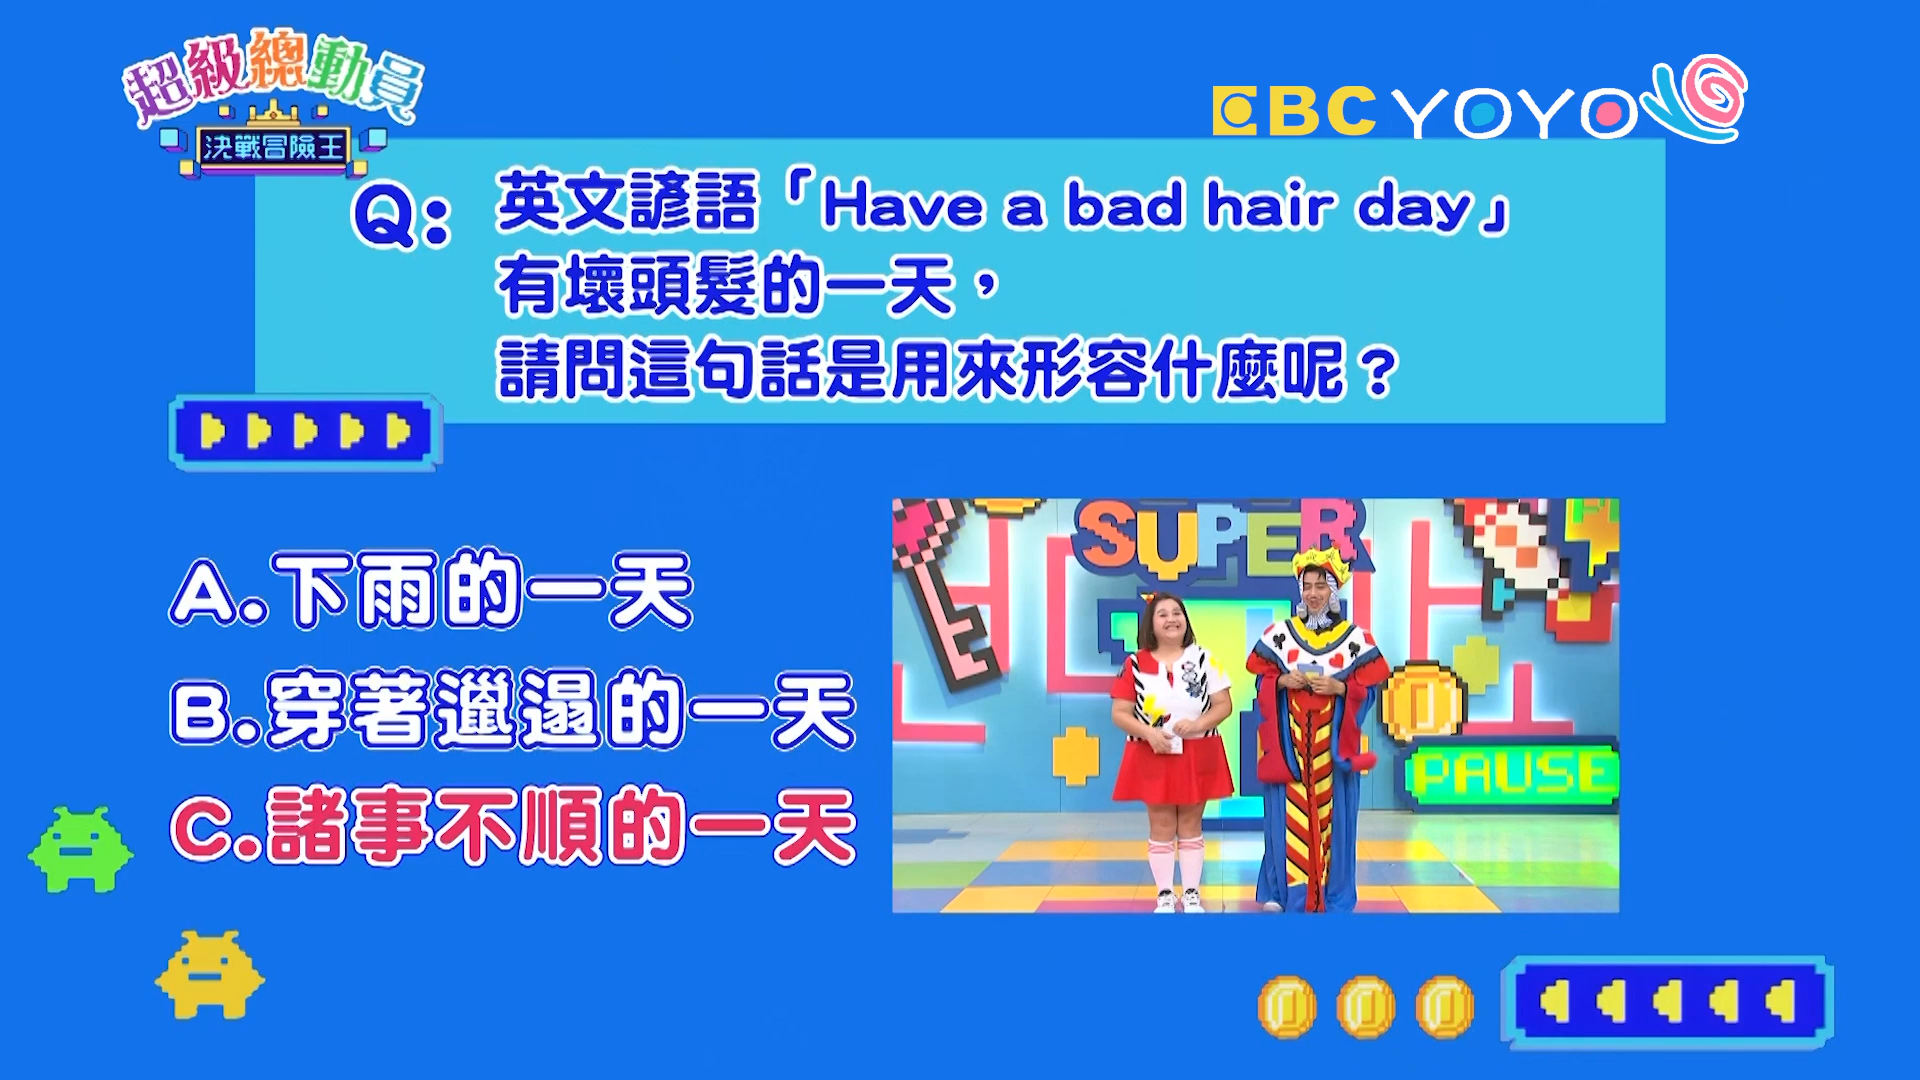 超級總動員
決戰冒險王
EBC YOYO
Q: 英文諺語「Have a bad hair day」
有壞頭髮的一天，
請問這句話是用來形容什麼呢？
A.下雨的一天
B.穿著邋遢的一天
C.諸事不順的一天
SUPER
PAUSE